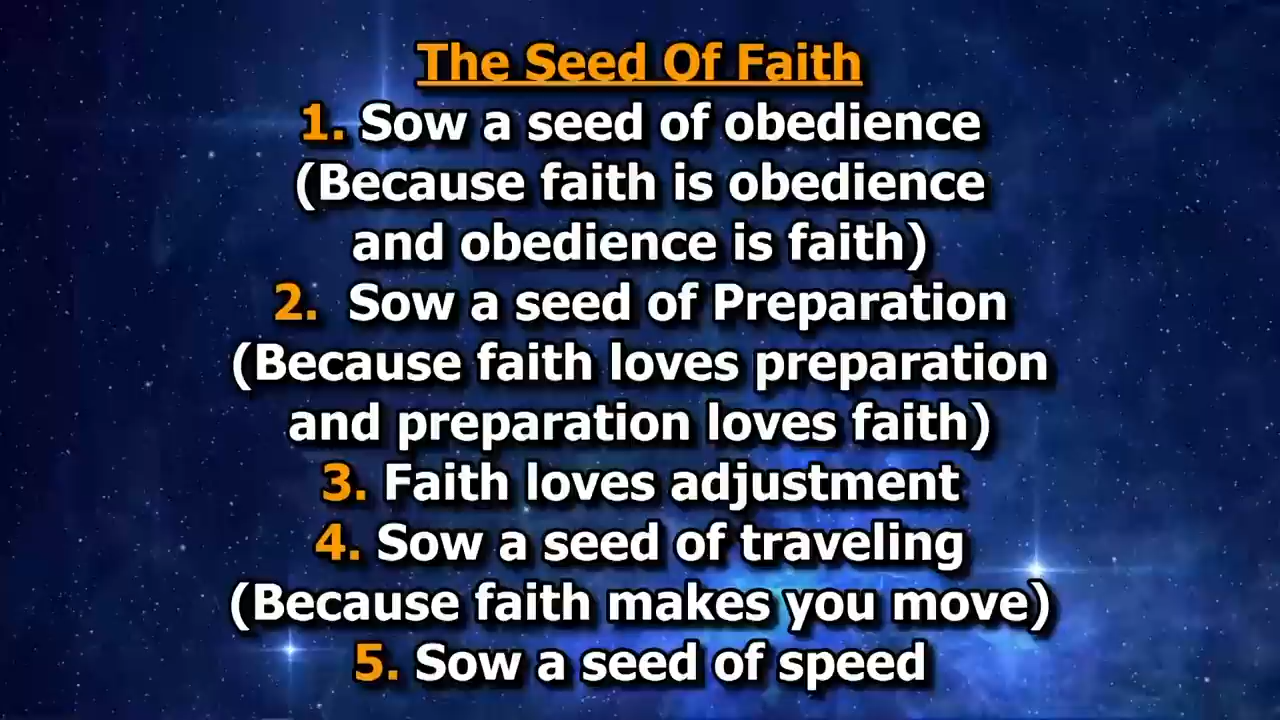 The Seed Of Faith
1. Sow a seed of obedience
(Because faith is obedience
and obedience is faith)
2.  Sow a seed of Preparation
(Because faith loves preparation
and preparation loves faith)
3. Faith loves adjustment
4. Sow a seed of traveling
(Because faith makes you move)
5. Sow a seed of speed